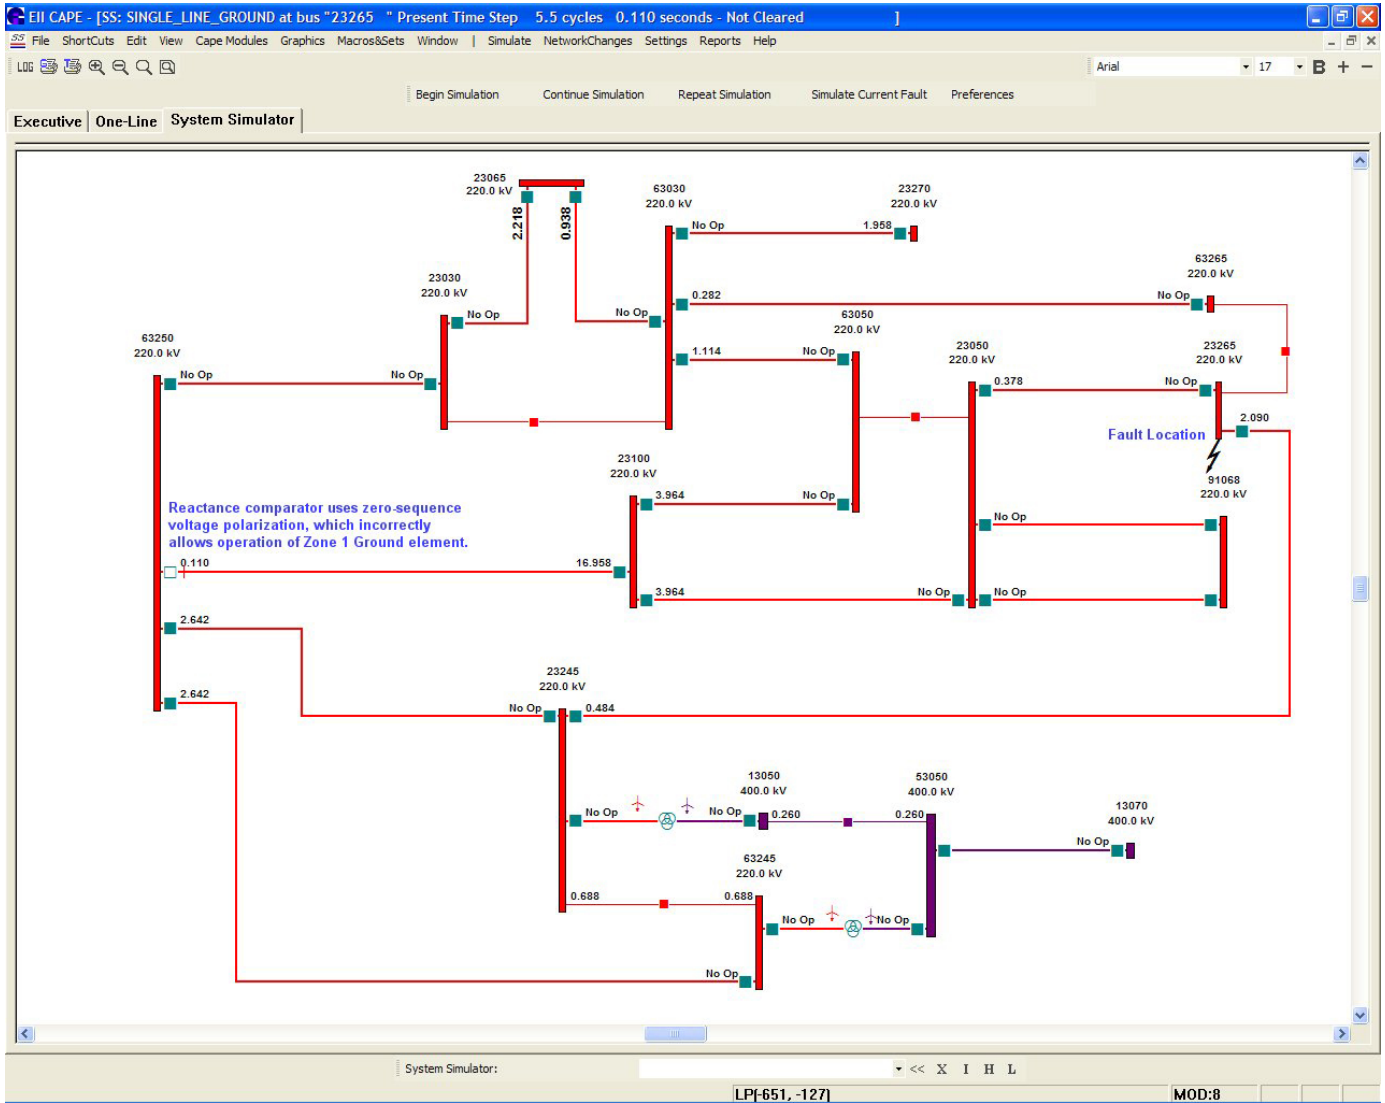 EII CAPE - [SS: SINGLE_LINE_GROUND at bus "23265 " Present Time Step 5.5 cycles 0.110 seconds - Not Cleared ]
SS File ShortCuts Edit View Cape Modules Graphics Macros&Sets Window | Simulate NetworkChanges Settings Reports Help
LOG
Arial 17 B + −
Begin Simulation Continue Simulation Repeat Simulation Simulate Current Fault Preferences
Executive One-Line System Simulator
23065
220.0 kV
2.218
0.938
63030
220.0 kV
23270
220.0 kV
No Op 1.958
63265
220.0 kV
23030
220.0 kV
0.282 No Op
No Op No Op
63050
220.0 kV
63250
220.0 kV
1.114 No Op
23050
220.0 kV
23265
220.0 kV
No Op No Op
0.378 No Op
2.090
Fault Location
23100
220.0 kV
91068
220.0 kV
3.964 No Op
Reactance comparator uses zero-sequence
voltage polarization, which incorrectly
allows operation of Zone 1 Ground element.
No Op
0.110 16.958
3.964 No Op No Op
2.642
23245
220.0 kV
2.642
No Op 0.484
13050
400.0 kV
53050
400.0 kV
13070
400.0 kV
No Op No Op 0.260 0.260
No Op
63245
220.0 kV
0.688 0.688
No Op No Op
No Op
System Simulator: << X I H L
LP[-651, -127] MOD:8